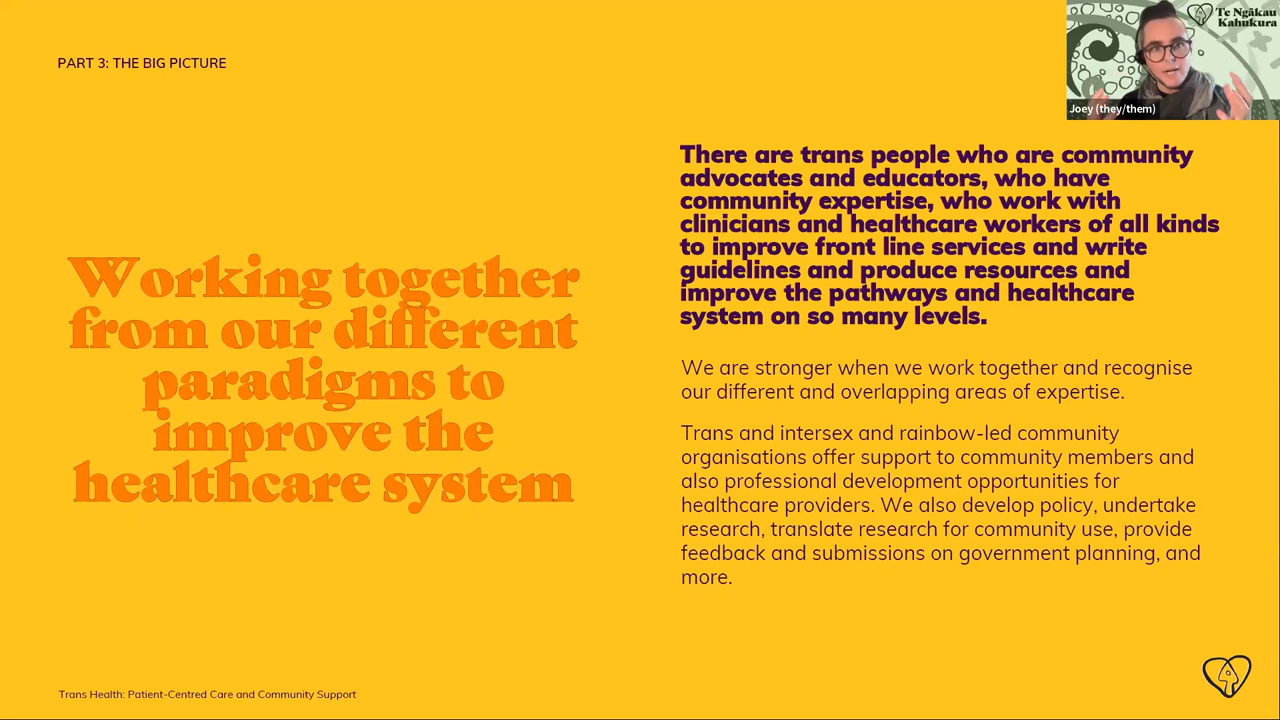 PART 3: THE BIG PICTURE
Te Ngākau
Kahukura
Joey (they/them)
Working together
from our different
paradigms to
improve the
healthcare system
There are trans people who are community
advocates and educators, who have
community expertise, who work with
clinicians and healthcare workers of all kinds
to improve front line services and write
guidelines and produce resources and
improve the pathways and healthcare
system on so many levels.
We are stronger when we work together and recognise
our different and overlapping areas of expertise.
Trans and intersex and rainbow-led community
organisations offer support to community members and
also professional development opportunities for
healthcare providers. We also develop policy, undertake
research, translate research for community use, provide
feedback and submissions on government planning, and
more.
Trans Health: Patient-Centred Care and Community Support